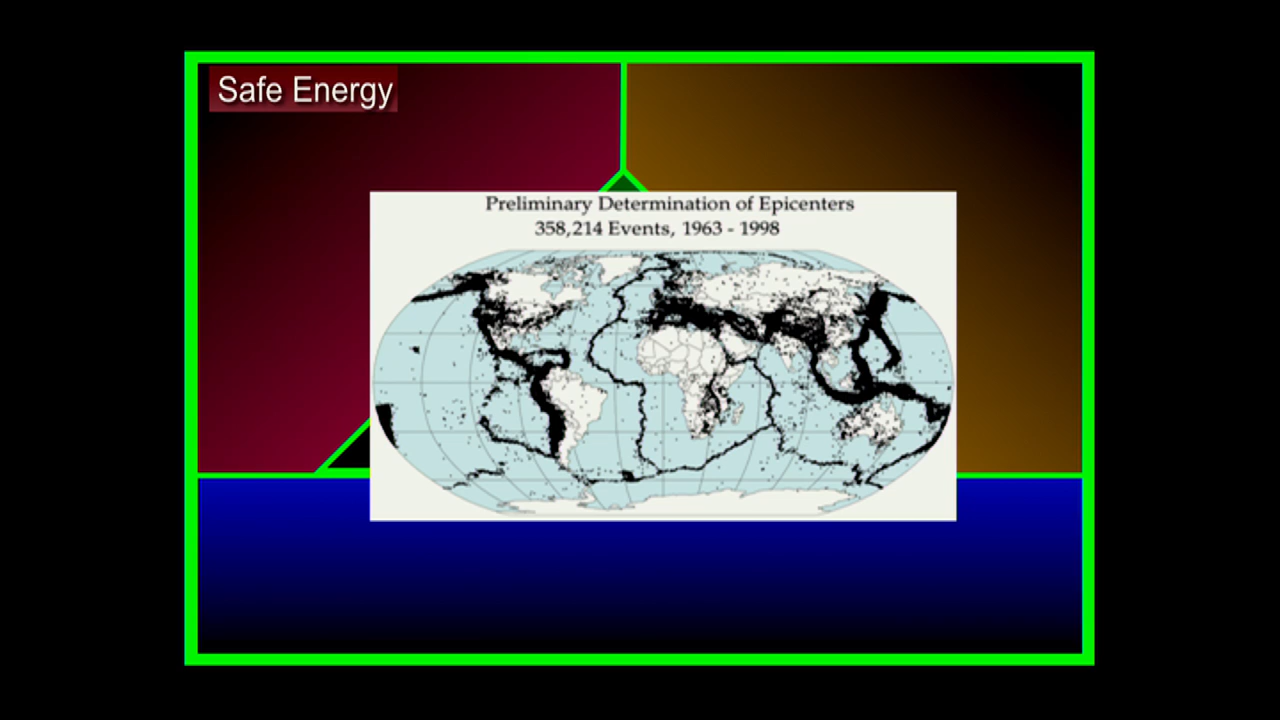 Safe Energy
Preliminary Determination of Epicenters
358,214 Events, 1963 - 1998